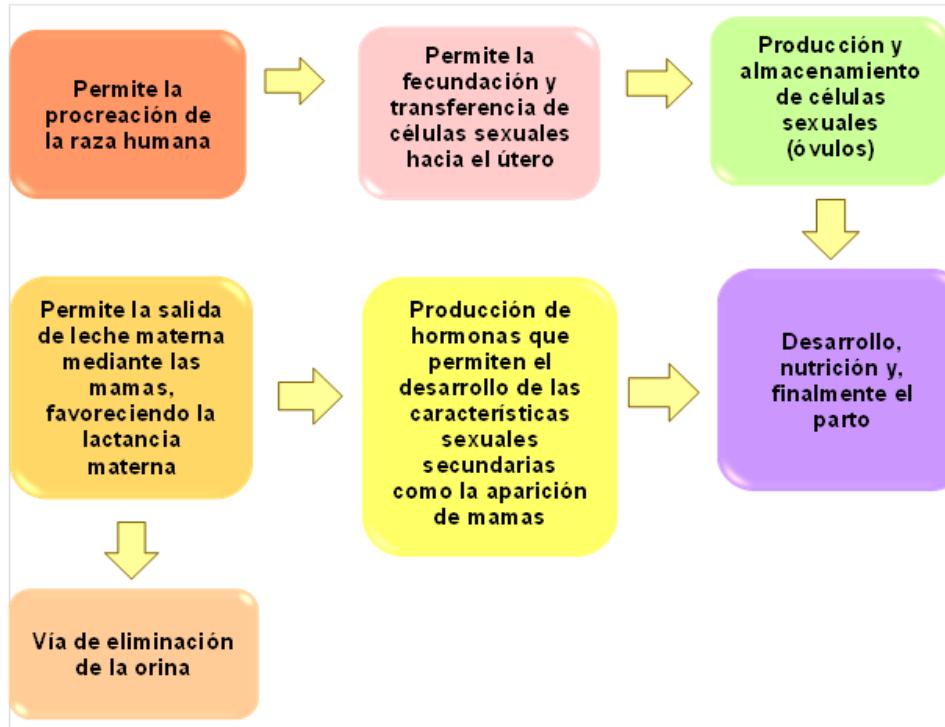 Permite la
procreación de
la raza humana
Permite la
fecundación y
transferencia de
células sexuales
hacia el útero
Producción y
almacenamiento
de células
sexuales
(óvulos)
Permite la salida
de leche materna
mediante las
mamas,
favoreciendo la
lactancia
materna
Producción de
hormonas que
permiten el
desarrollo de las
características
sexuales
secundarias
como la aparición
de mamas
Desarrollo,
nutrición y,
finalmente el
parto
Vía de eliminación
de la orina